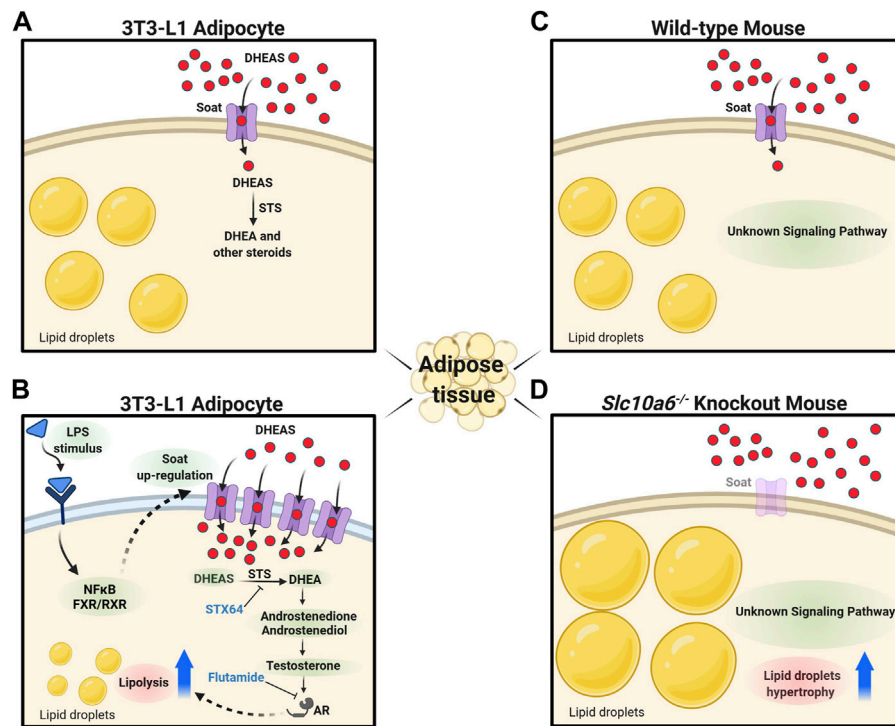 A
3T3-L1 Adipocyte
DHEAS
Soat
DHEAS
STS
DHEA and
other steroids
Lipid droplets
C
Wild-type Mouse
DHEAS
Soat
Unknown Signaling Pathway
Lipid droplets
Adipose
tissue
B
3T3-L1 Adipocyte
LPS
stimulus
Soat
up-regulation
DHEAS
NFκB
FXR/RXR
DHEAS
STS
DHEA
STX64
Androstenedione
Androstenediol
Testosterone
Flutamide
AR
Lipolysis
Lipid droplets
D
Slc10a6-/- Knockout Mouse
Soat
Unknown Signaling Pathway
Lipid droplets
hypertrophy
Lipid droplets